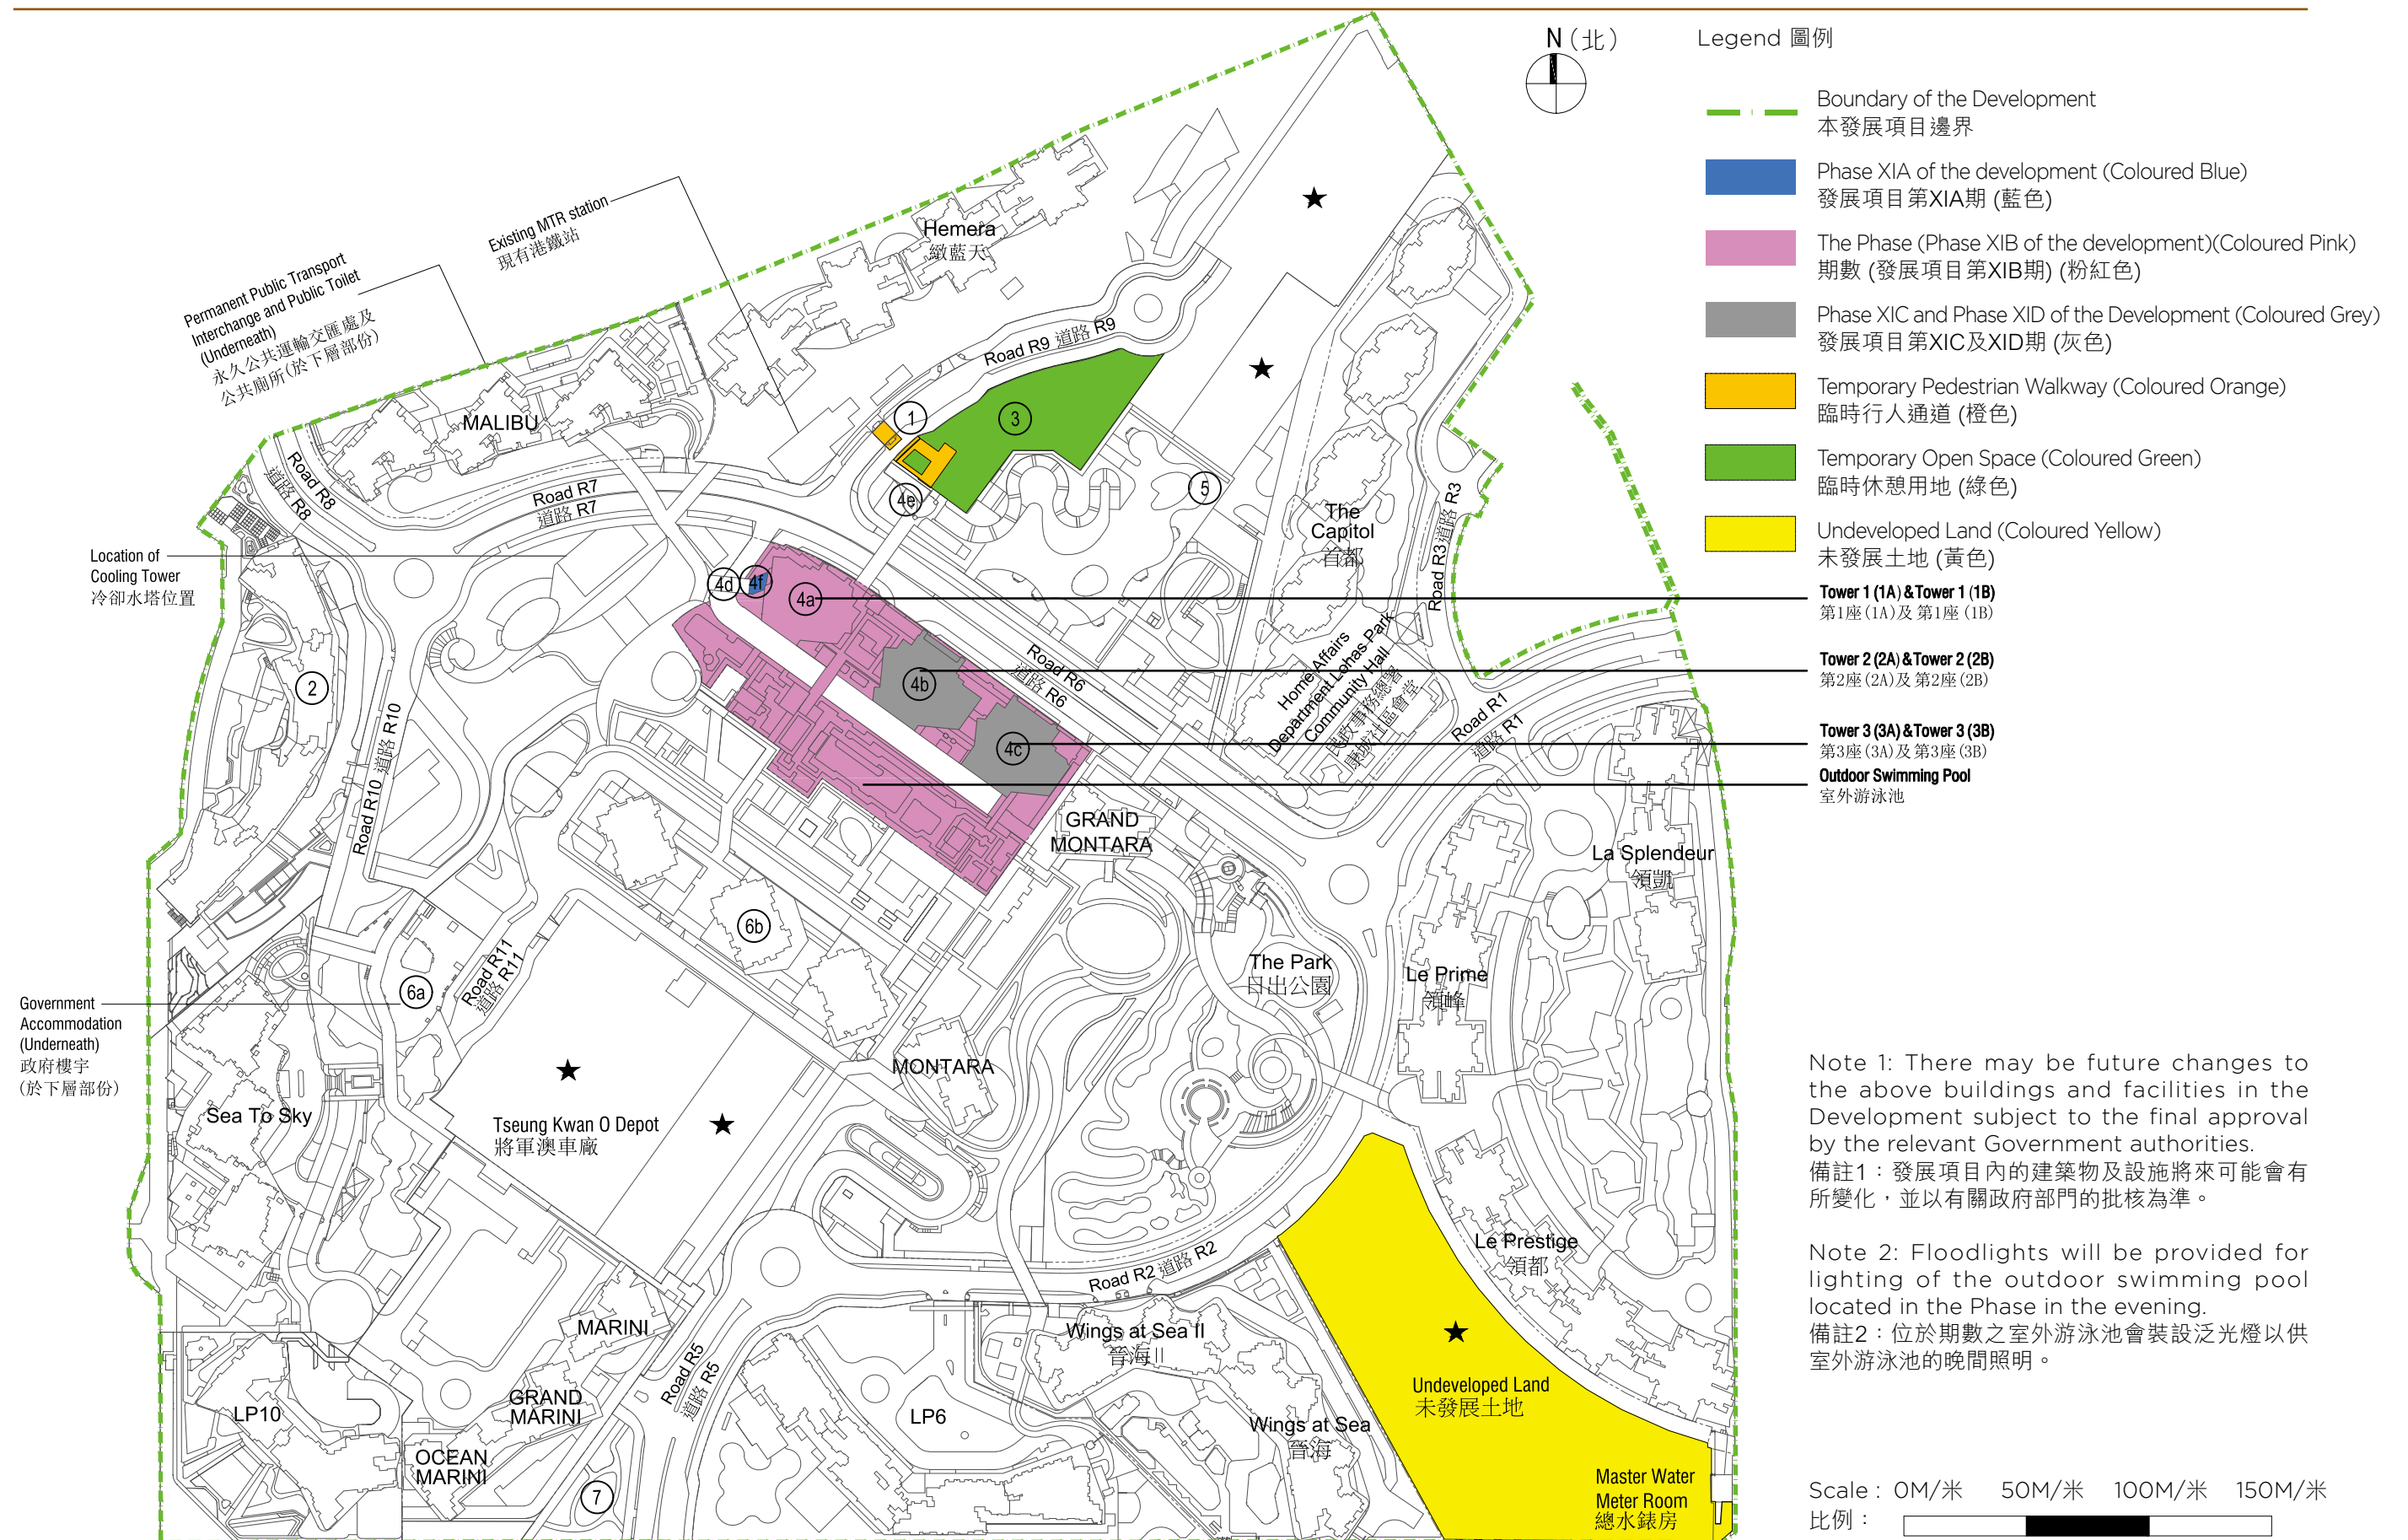 N (北)
Legend 圖例
Boundary of the Development
本發展項目邊界
Phase XIA of the development (Coloured Blue)
發展項目第XIA期 (藍色)
The Phase (Phase XIB of the development)(Coloured Pink)
期數 (發展項目第XIB期) (粉紅色)
Phase XIC and Phase XID of the Development (Coloured Grey)
發展項目第XIC及XID期 (灰色)
Temporary Pedestrian Walkway (Coloured Orange)
臨時行人通道 (橙色)
Temporary Open Space (Coloured Green)
臨時休憩用地 (綠色)
Undeveloped Land (Coloured Yellow)
未發展土地 (黃色)
Tower 1 (1A) & Tower 1 (1B)
第1座 (1A) 及 第1座 (1B)
Tower 2 (2A) & Tower 2 (2B)
第2座 (2A) 及 第2座 (2B)
Tower 3 (3A) & Tower 3 (3B)
第3座 (3A) 及 第3座 (3B)
Outdoor Swimming Pool
室外游泳池
Existing MTR station
現有港鐵站
Permanent Public Transport
Interchange and Public Toilet
(Underneath)
永久公共運輸交匯處及
公共廁所(於下層部份)
Hemera
緻藍天
MALIBU
Road R9 道路 R9
1
3
4e
5
Road R8
道路 R8
Road R7
道路 R7
The
Capitol
首都
Road R3 道路 R3
Location of
Cooling Tower
冷卻水塔位置
4d
4f
4a
4b
4c
2
Road R6
道路 R6
Home Affairs
Department Lohas Park
Community Hall
民政事務總署
康城社區會堂
Road R1
道路 R1
Road R10 道路 R10
GRAND
MONTARA
La Splendeur
領凱
6b
6a
Road R11
道路 R11
The Park
日出公園
Le Prime
領峰
Government
Accommodation
(Underneath)
政府樓宇
(於下層部份)
MONTARA
Sea To Sky
Tseung Kwan O Depot
將軍澳車廠
Le Prestige
領都
Road R2 道路 R2
MARINI
Wings at Sea II
晉海 II
Road R5
道路 R5
GRAND
MARINI
LP10
LP6
Undeveloped Land
未發展土地
Wings at Sea
晉海
OCEAN
MARINI
7
Master Water
Meter Room
總水錶房
Note 1: There may be future changes to
the above buildings and facilities in the
Development subject to the final approval
by the relevant Government authorities.
備註1：發展項目內的建築物及設施將來可能會有
所變化，並以有關政府部門的批核為準。
Note 2: Floodlights will be provided for
lighting of the outdoor swimming pool
located in the Phase in the evening.
備註2：位於期數之室外游泳池會裝設泛光燈以供
室外游泳池的晚間照明。
Scale : 0M/米 50M/米 100M/米 150M/米
比例 :